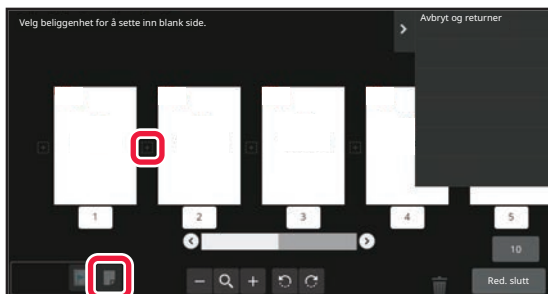 Velg beliggenhet for å sette inn blank side.
Avbryt og returner
1
2
3
4
5
10
Red. slutt